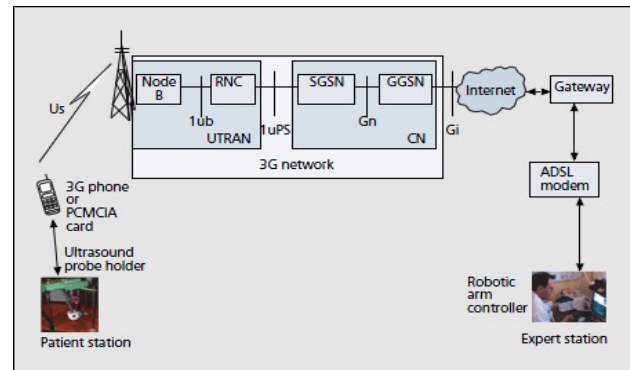 Node
B
RNC
SGSN
GGSN
Internet
Gateway
Us
1ub
UTRAN
1uPS
Gn
CN
Gi
3G network
ADSL
modem
3G phone
or
PCMCIA
card
Ultrasound
probe holder
Robotic
arm
controller
Patient station
Expert station